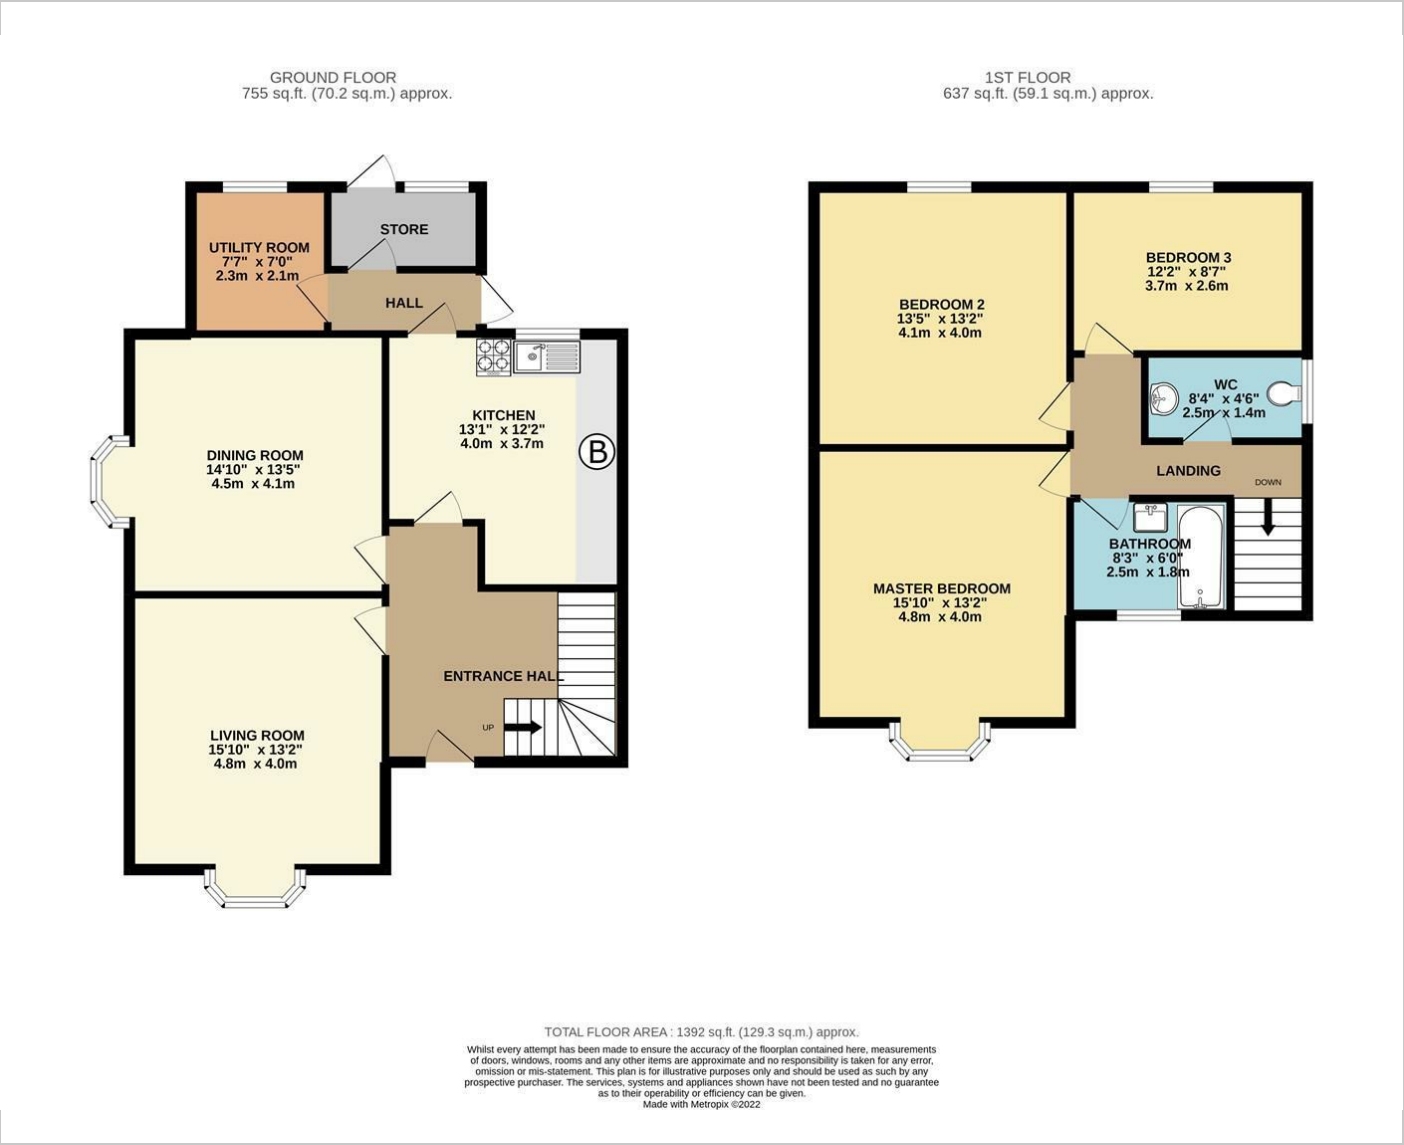 GROUND FLOOR
755 sq.ft. (70.2 sq.m.) approx.
1ST FLOOR
637 sq.ft. (59.1 sq.m.) approx.
UTILITY ROOM
7'7" x 7'0"
2.3m x 2.1m
STORE
HALL
KITCHEN
13'1" x 12'2"
4.0m x 3.7m
B
DINING ROOM
14'10" x 13'5"
4.5m x 4.1m
ENTRANCE HALL
UP
LIVING ROOM
15'10" x 13'2"
4.8m x 4.0m
BEDROOM 2
13'5" x 13'2"
4.1m x 4.0m
BEDROOM 3
12'2" x 8'7"
3.7m x 2.6m
WC
8'4" x 4'6"
2.5m x 1.4m
LANDING
DOWN
BATHROOM
8'3" x 6'0"
2.5m x 1.8m
MASTER BEDROOM
15'10" x 13'2"
4.8m x 4.0m
TOTAL FLOOR AREA : 1392 sq.ft. (129.3 sq.m.) approx.
Whilst every attempt has been made to ensure the accuracy of the floorplan contained here, measurements
of doors, windows, rooms and any other items are approximate and no responsibility is taken for any error,
omission or mis-statement. This plan is for illustrative purposes only and should be used as such by any
prospective purchaser. The services, systems and appliances shown have not been tested and no guarantee
as to their operability or efficiency can be given.
Made with Metropix ©2022